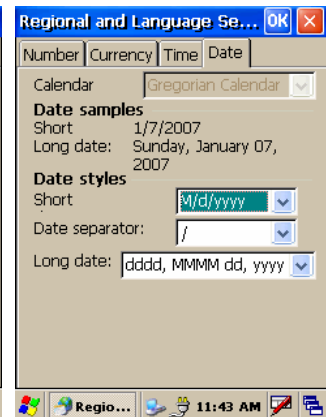 Regional and Language Se... OK
Number Currency Time Date
Calendar Gregorian Calendar
Date samples
Short 1/7/2007
Long date: Sunday, January 07,
2007
Date styles
Short M/d/yyyy
Date separator: /
Long date: dddd, MMMM dd, yyyy
Regio... 11:43 AM